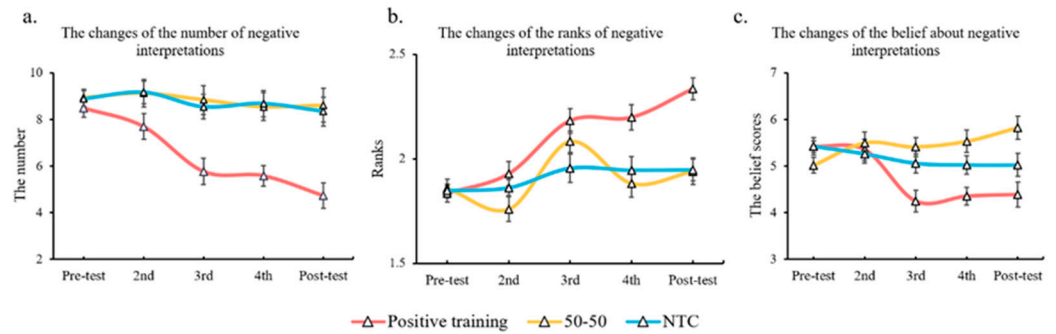 a.
The changes of the number of negative
interpretations
The number
10
8
6
4
2
Pre-test 2nd 3rd 4th Post-test
b.
The changes of the ranks of negative
interpretations
Ranks
2.5
2
1.5
Pre-test 2nd 3rd 4th Post-test
c.
The changes of the belief about negative
interpretations
The belief scores
7
6
5
4
3
Pre-test 2nd 3rd 4th Post-test
Positive training 50-50 NTC